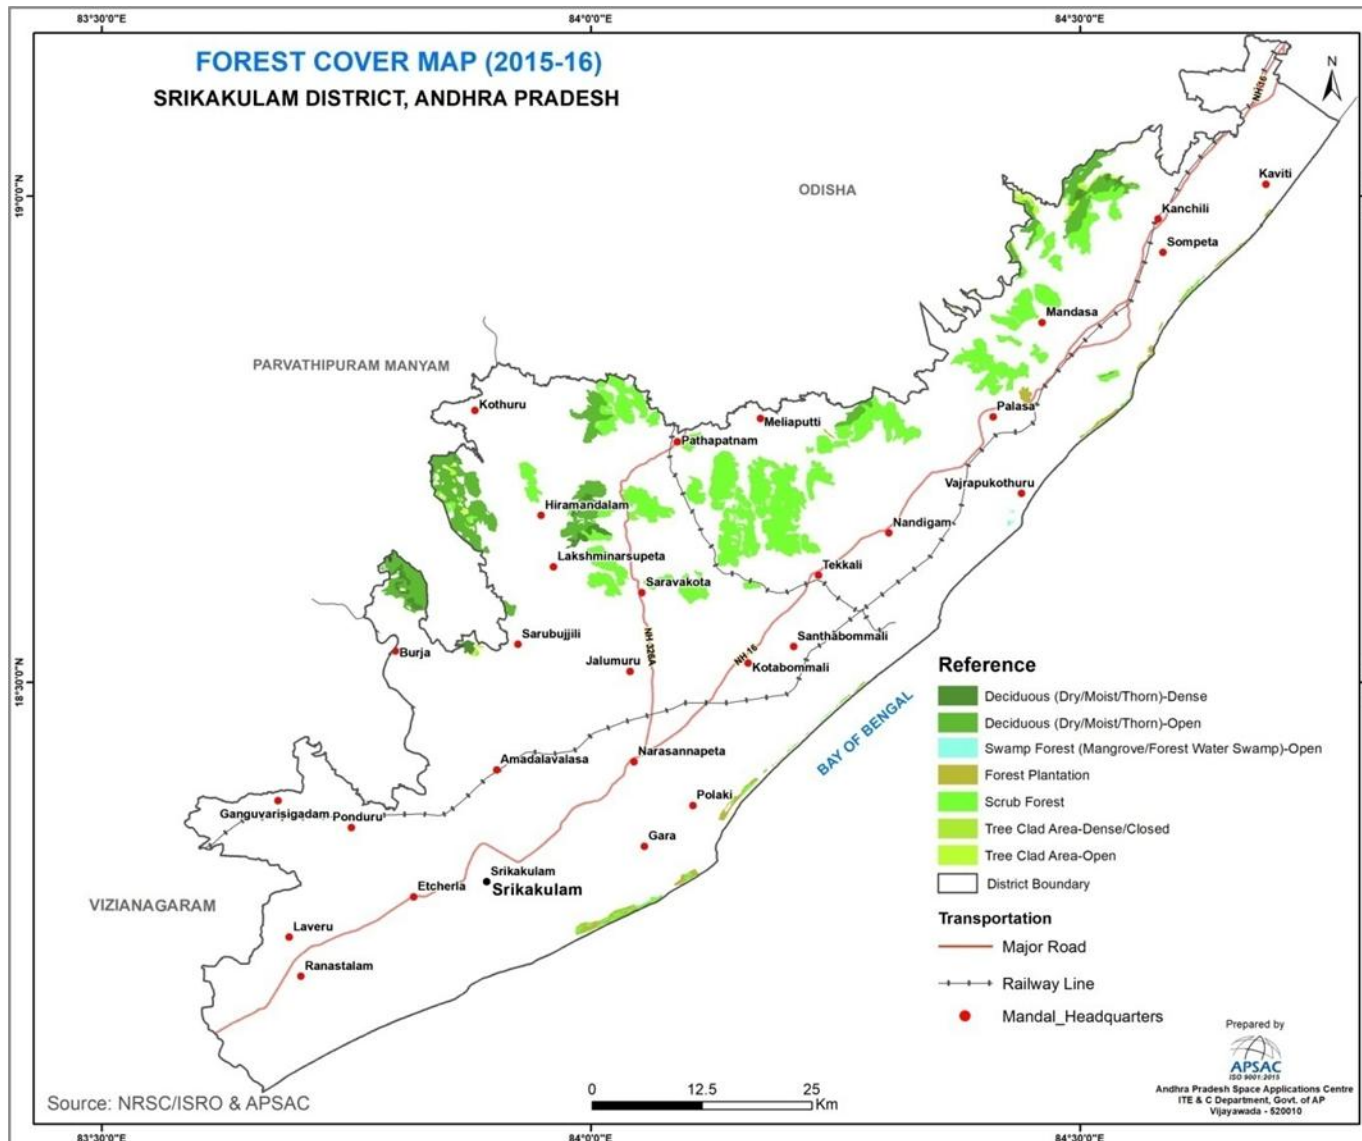 83°30'0"E
84°0'0"E
84°30'0"E
FOREST COVER MAP (2015-16)
SRIKAKULAM DISTRICT, ANDHRA PRADESH
N
NH-16
19°0'0"N
ODISHA
Kaviti
Kanchili
Sompeta
Mandasa
PARVATHIPURAM MANYAM
Kothuru
Meliaputti
Palasa
Pathapatnam
Vajrapukothuru
Hiramandalam
Nandigam
Lakshminarsupeta
Tekkali
Saravakota
Sarubujjili
Santhabommali
Burja
Jalumuru
NH 326A
NH 16
Kotabommali
18°30'0"N
BAY OF BENGAL
Narasannapeta
Amadalavalasa
Polaki
Ganguvarisigadam
Ponduru
Gara
Srikakulam
Srikakulam
Etcherla
VIZIANAGARAM
Laveru
Ranastalam
Reference
Deciduous (Dry/Moist/Thorn)-Dense
Deciduous (Dry/Moist/Thorn)-Open
Swamp Forest (Mangrove/Forest Water Swamp)-Open
Forest Plantation
Scrub Forest
Tree Clad Area-Dense/Closed
Tree Clad Area-Open
District Boundary
Transportation
Major Road
Railway Line
Mandal_Headquarters
Prepared by
APSAC
ISO 9001:2015
Andhra Pradesh Space Applications Centre
ITE & C Department, Govt. of AP
Vijayawada - 520010
Source: NRSC/ISRO & APSAC
0 12.5 25
Km
83°30'0"E
84°0'0"E
84°30'0"E